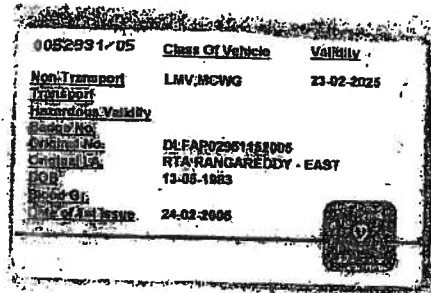 0052931/05 Class Of Vehicle Validity
Non-Transport LMV,MCWG 23-02-2025
Transport
Hazardous Validity
Badge No.
Original No. DLFAP02951152005
Original LA. RTA RANGAREDDY - EAST
DOB 13-05-1983
Blood Gr.
Date of 1st Issue 24-02-2005